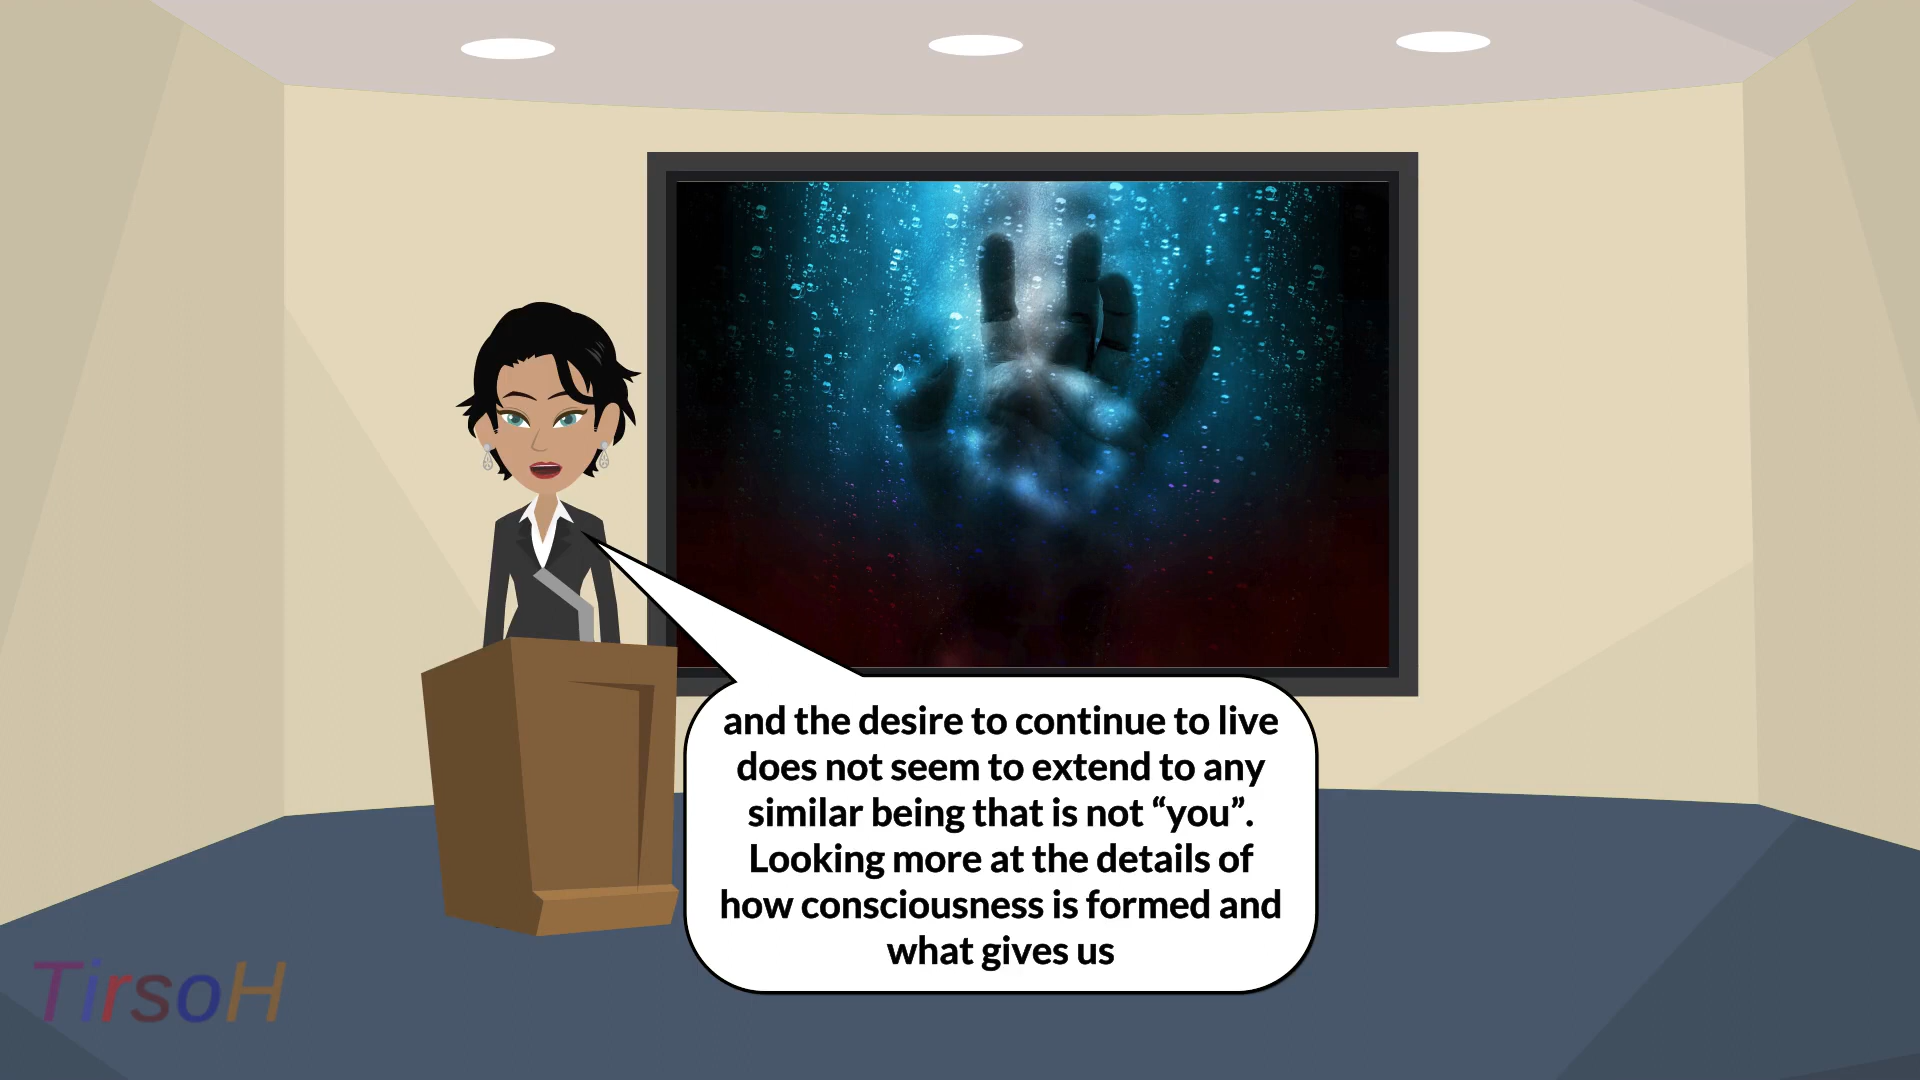 and the desire to continue to live
does not seem to extend to any
similar being that is not “you”.
Looking more at the details of
how consciousness is formed and
what gives us
TirsoH